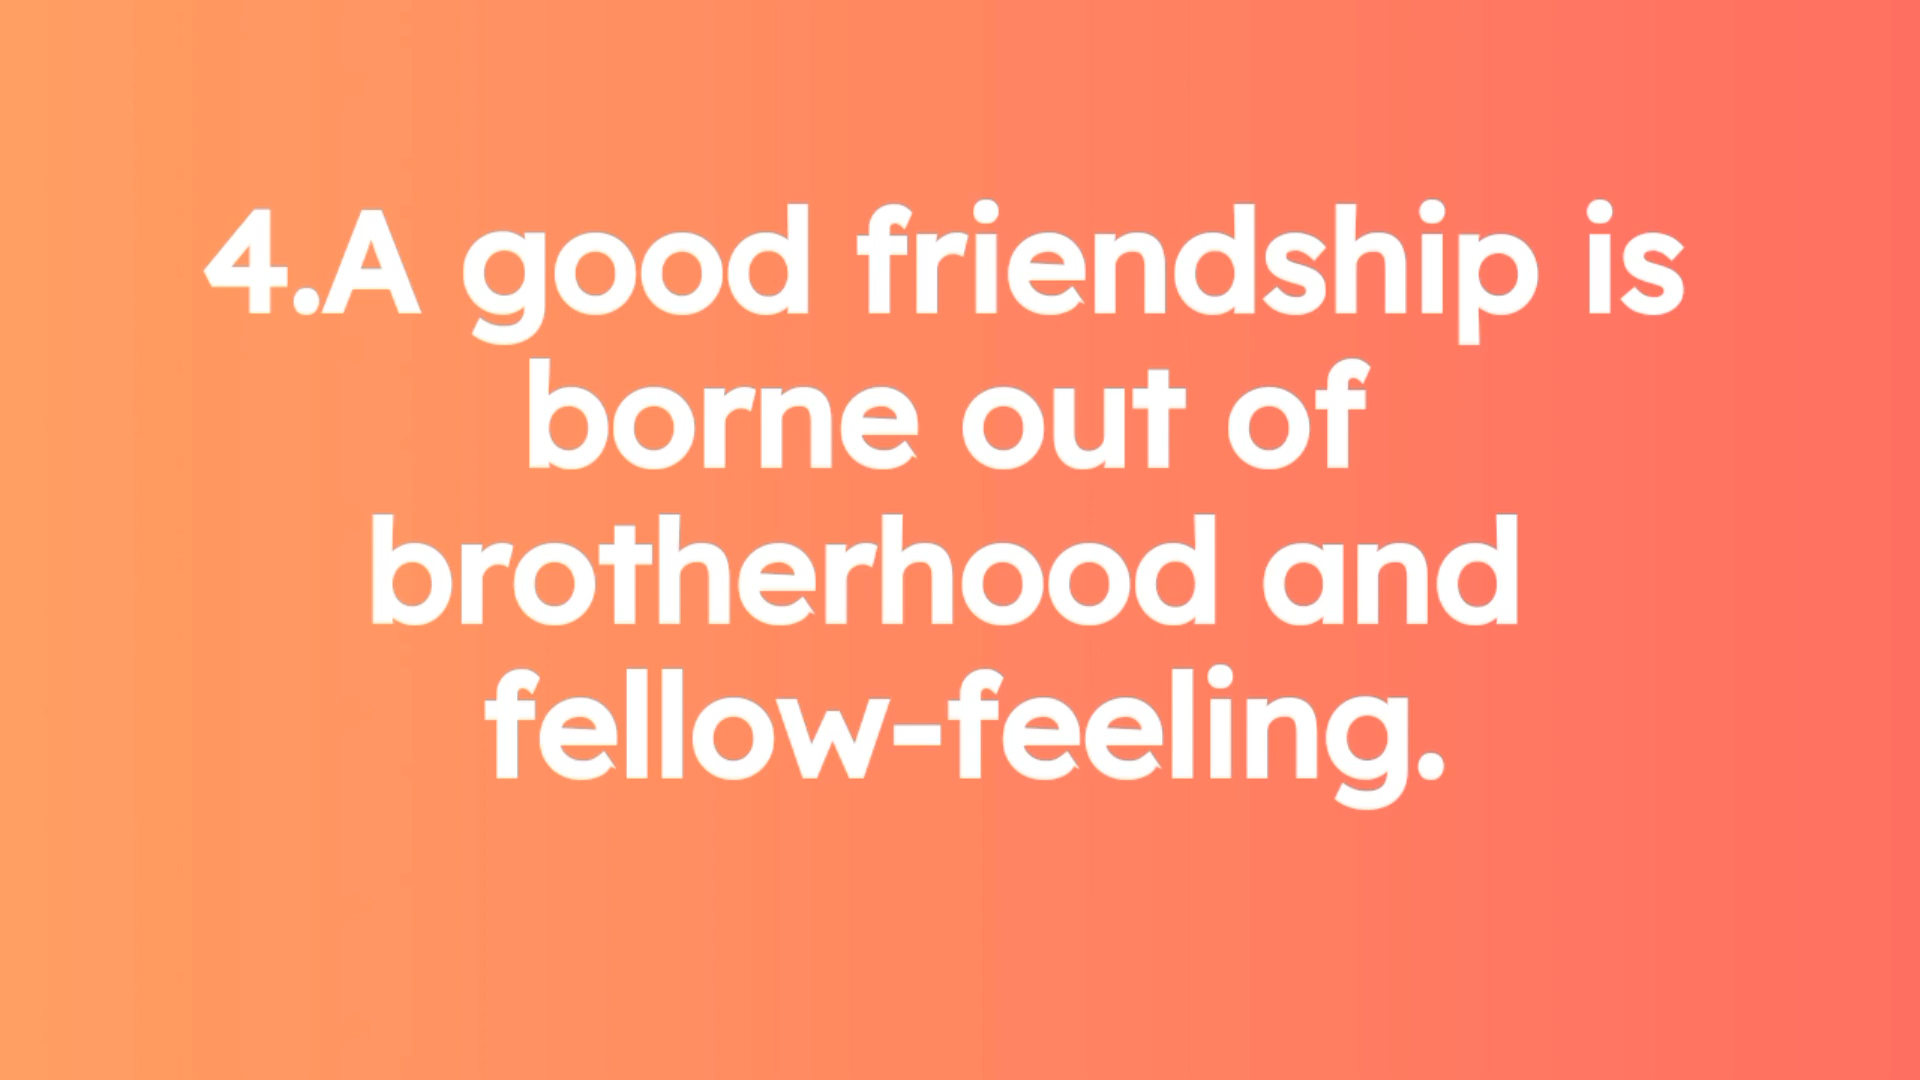 4.A good friendship is
borne out of
brotherhood and
fellow-feeling.